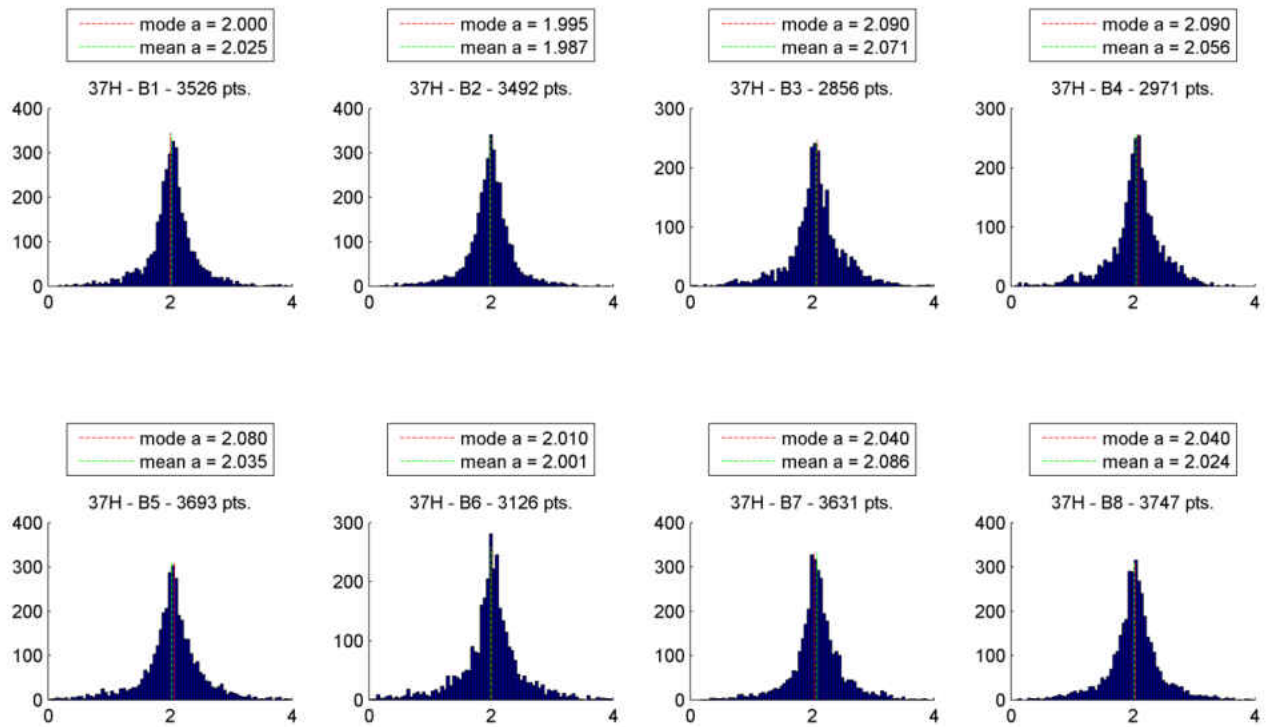 mode a = 2.000
mean a = 2.025
mode a = 1.995
mean a = 1.987
mode a = 2.090
mean a = 2.071
mode a = 2.090
mean a = 2.056
37H - B1 - 3526 pts.
37H - B2 - 3492 pts.
37H - B3 - 2856 pts.
37H - B4 - 2971 pts.
400
300
200
100
0
0 2 4
400
300
200
100
0
0 2 4
300
200
100
0
0 2 4
300
200
100
0
0 2 4
mode a = 2.080
mean a = 2.035
mode a = 2.010
mean a = 2.001
mode a = 2.040
mean a = 2.086
mode a = 2.040
mean a = 2.024
37H - B5 - 3693 pts.
37H - B6 - 3126 pts.
37H - B7 - 3631 pts.
37H - B8 - 3747 pts.
400
300
200
100
0
0 2 4
300
200
100
0
0 2 4
400
300
200
100
0
0 2 4
400
300
200
100
0
0 2 4